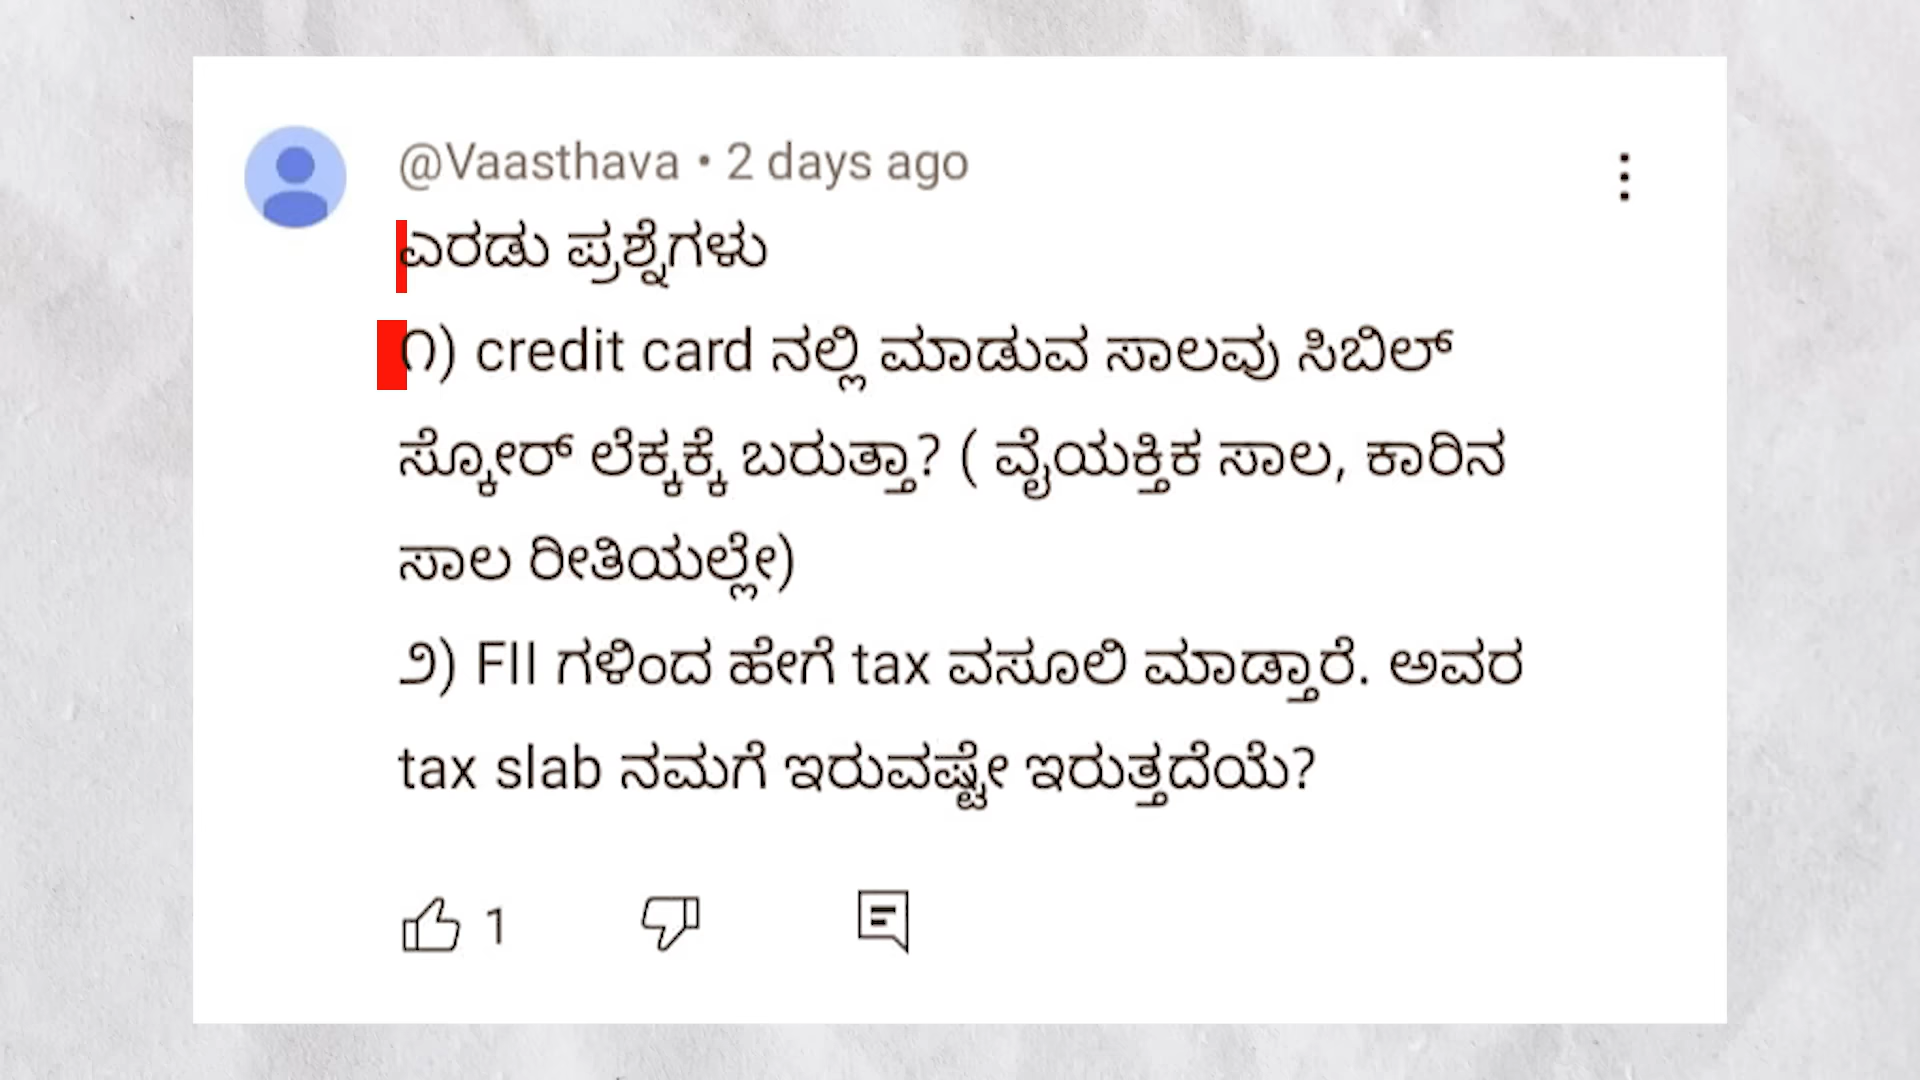 @Vaasthava • 2 days ago
ಎರಡು ಪ್ರಶ್ನೆಗಳು
೧) credit card ನಲ್ಲಿ ಮಾಡುವ ಸಾಲವು ಸಿಬಿಲ್
ಸ್ಕೋರ್ ಲೆಕ್ಕಕ್ಕೆ ಬರುತ್ತಾ? ( ವೈಯಕ್ತಿಕ ಸಾಲ, ಕಾರಿನ
ಸಾಲ ರೀತಿಯಲ್ಲೇ)
೨) FII ಗಳಿಂದ ಹೇಗೆ tax ವಸೂಲಿ ಮಾಡ್ತಾರೆ. ಅವರ
tax slab ನಮಗೆ ಇರುವಷ್ಟೇ ಇರುತ್ತದೆಯೆ?
1